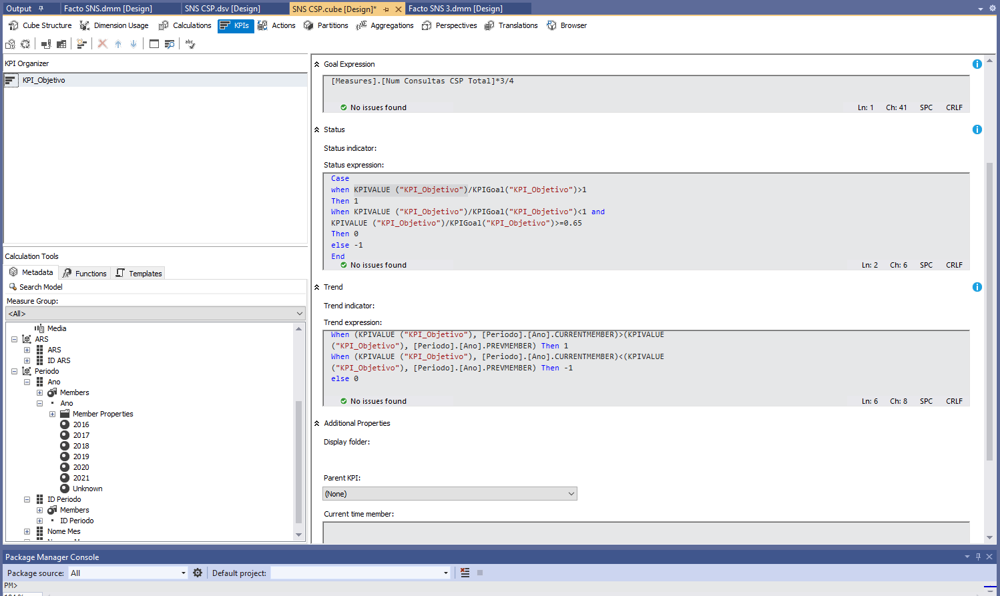 Output Facto SNS.dmm [Design] SNS CSP.dsv [Design] SNS CSP.cube [Design]* Facto SNS 3.dmm [Design]
Cube Structure Dimension Usage Calculations KPIs Actions Partitions Aggregations Perspectives Translations Browser
KPI Organizer
KPI_Objetivo
Calculation Tools
Metadata Functions Templates
Search Model
Measure Group:
<All>
Media
ARS
ARS
ID ARS
Periodo
Ano
Members
Ano
Member Properties
2016
2017
2018
2019
2020
2021
Unknown
ID Periodo
Members
ID Periodo
Nome Mes
Goal Expression
[Measures].[Num Consultas CSP Total]*3/4
No issues found Ln: 1 Ch: 41 SPC CRLF
Status
Status indicator:
Status expression:
Case
when KPIVALUE ("KPI_Objetivo")/KPIGoal("KPI_Objetivo")>1
Then 1
When KPIVALUE ("KPI_Objetivo")/KPIGoal("KPI_Objetivo")<1 and
KPIVALUE ("KPI_Objetivo")/KPIGoal("KPI_Objetivo")>=0.65
Then 0
else -1
End
No issues found Ln: 2 Ch: 6 SPC CRLF
Trend
Trend indicator:
Trend expression:
When (KPIVALUE ("KPI_Objetivo"), [Periodo].[Ano].CURRENTMEMBER)>(KPIVALUE
("KPI_Objetivo"), [Periodo].[Ano].PREVMEMBER) Then 1
When (KPIVALUE ("KPI_Objetivo"), [Periodo].[Ano].CURRENTMEMBER)<(KPIVALUE
("KPI_Objetivo"), [Periodo].[Ano].PREVMEMBER) Then -1
else 0
No issues found Ln: 6 Ch: 8 SPC CRLF
Additional Properties
Display folder:
Parent KPI:
(None)
Current time member:
Package Manager Console
Package source: All Default project:
PM>